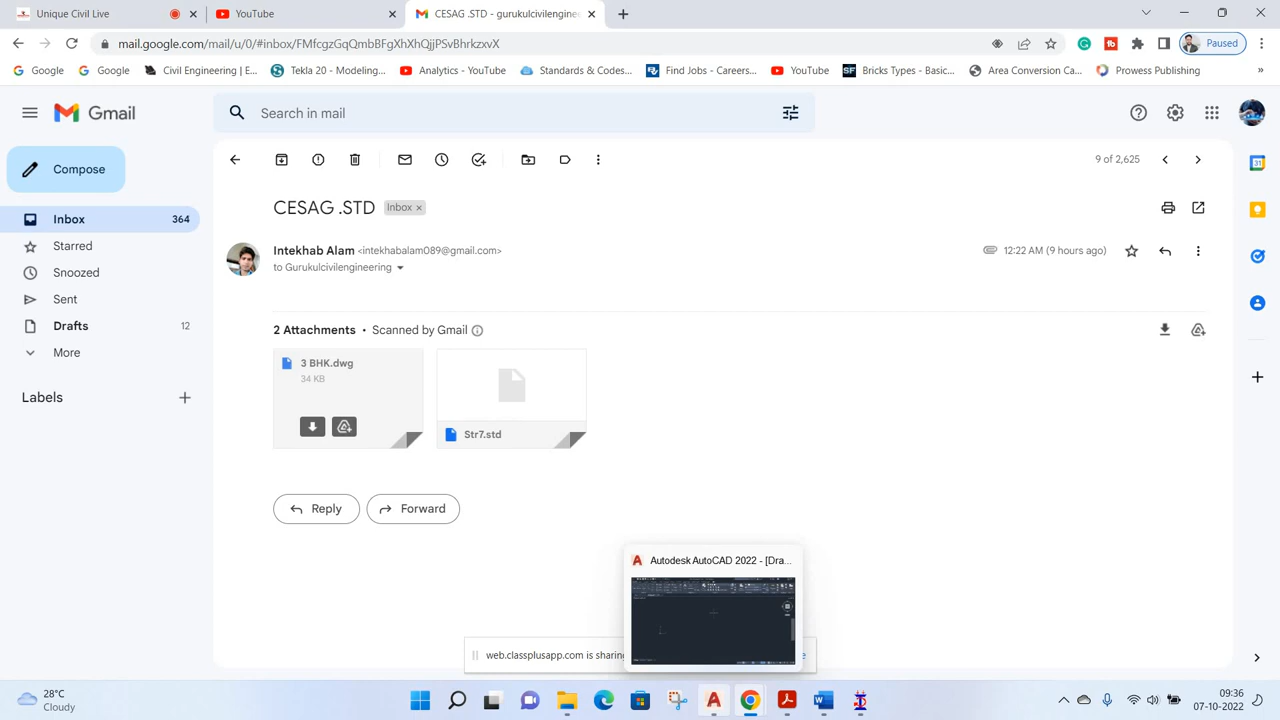 Unique Civil Live
YouTube
CESAG .STD - gurukulcivilengine
mail.google.com/mail/u/0/#inbox/FMfcgzGqQmbBgXhXhQjjPSvBhrkzxvX
Paused
Google
Google
Civil Engineering | E...
Tekla 20 - Modeling...
Analytics - YouTube
Standards & Codes...
Find Jobs - Careers...
YouTube
Bricks Types - Basic...
Area Conversion Ca...
Prowess Publishing
»
Gmail
Search in mail
Compose
9 of 2,625
Inbox 364
Starred
Snoozed
Sent
Drafts 12
More
Labels
CESAG .STD
Inbox ×
Intekhab Alam <intekhabalam089@gmail.com>
12:22 AM (9 hours ago)
to Gurukulcivilengineering
2 Attachments • Scanned by Gmail
3 BHK.dwg
34 KB
Str7.std
Reply
Forward
Autodesk AutoCAD 2022 - [Dra...
web.classplusapp.com is sharing
28°C
Cloudy
09:36
07-10-2022